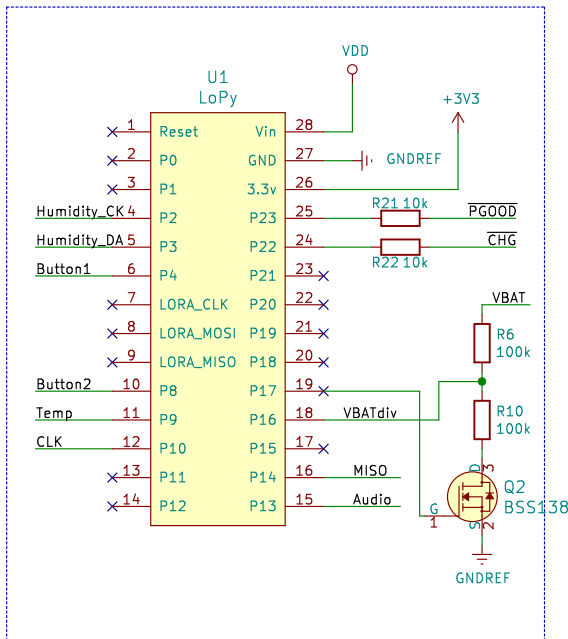 VDD
U1
LoPy
+3V3
1 Reset Vin 28
2 P0 GND 27 GNDREF
3 P1 3.3v 26
Humidity_CK 4 P2 P23 25 R21 10k PGOOD
Humidity_DA 5 P3 P22 24 R22 10k CHG
Button1 6 P4 P21 23
7 LORA_CLK P20 22
VBAT
8 LORA_MOSI P19 21
R6
100k
9 LORA_MISO P18 20
Button2 10 P8 P17 19
Temp 11 P9 P16 18 VBATdiv
R10
100k
CLK 12 P10 P15 17
13 P11 P14 16 MISO
D 3
Q2
BSS138
14 P12 P13 15 Audio
G
1
S 2
GNDREF